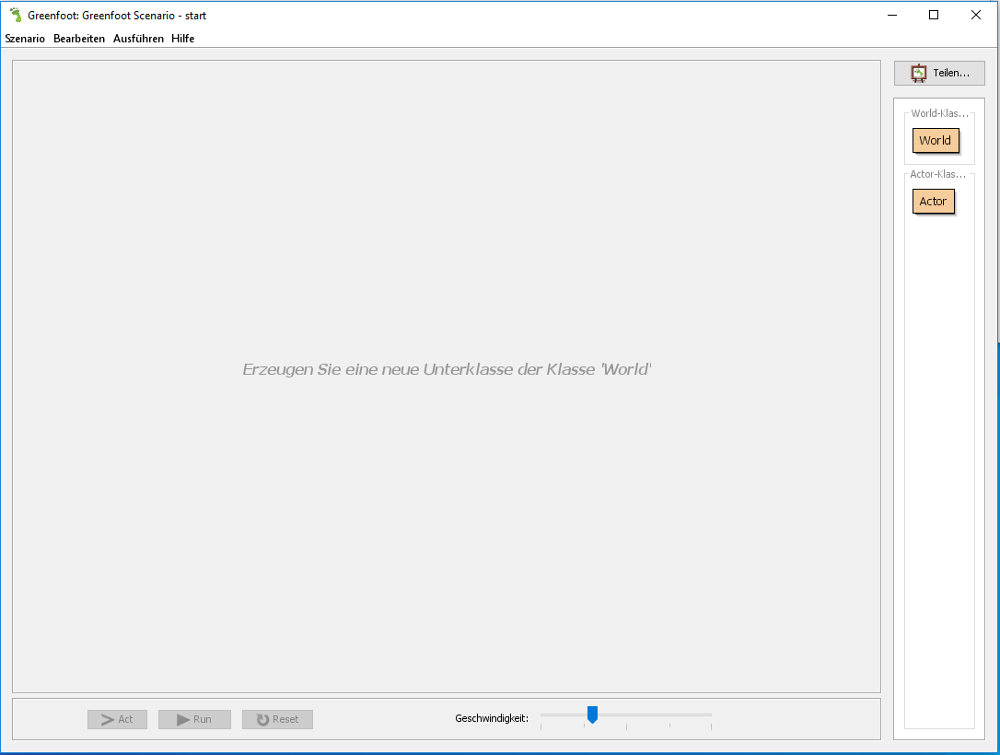 Greenfoot: Greenfoot Scenario - start
Szenario Bearbeiten Ausführen Hilfe
Teilen...
World-Klas...
World
Actor-Klas...
Actor
Erzeugen Sie eine neue Unterklasse der Klasse 'World'
Act Run Reset Geschwindigkeit: